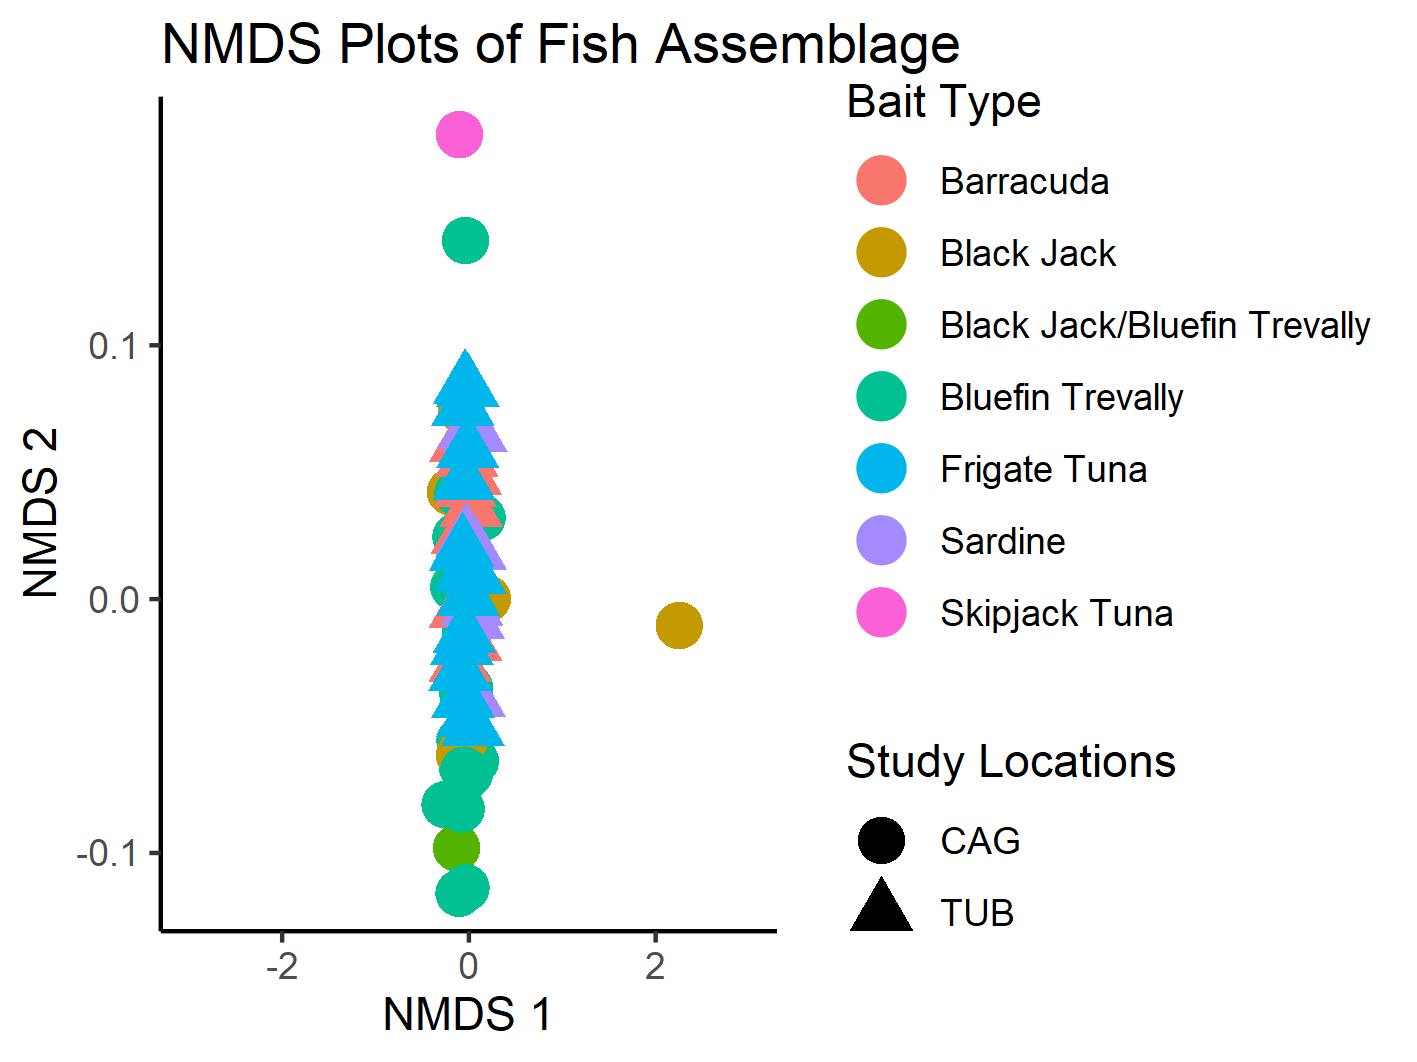 NMDS Plots of Fish Assemblage
Bait Type
Barracuda
Black Jack
Black Jack/Bluefin Trevally
Bluefin Trevally
Frigate Tuna
Sardine
Skipjack Tuna
Study Locations
CAG
TUB
NMDS 2
0.1
0.0
-0.1
-2
0
2
NMDS 1